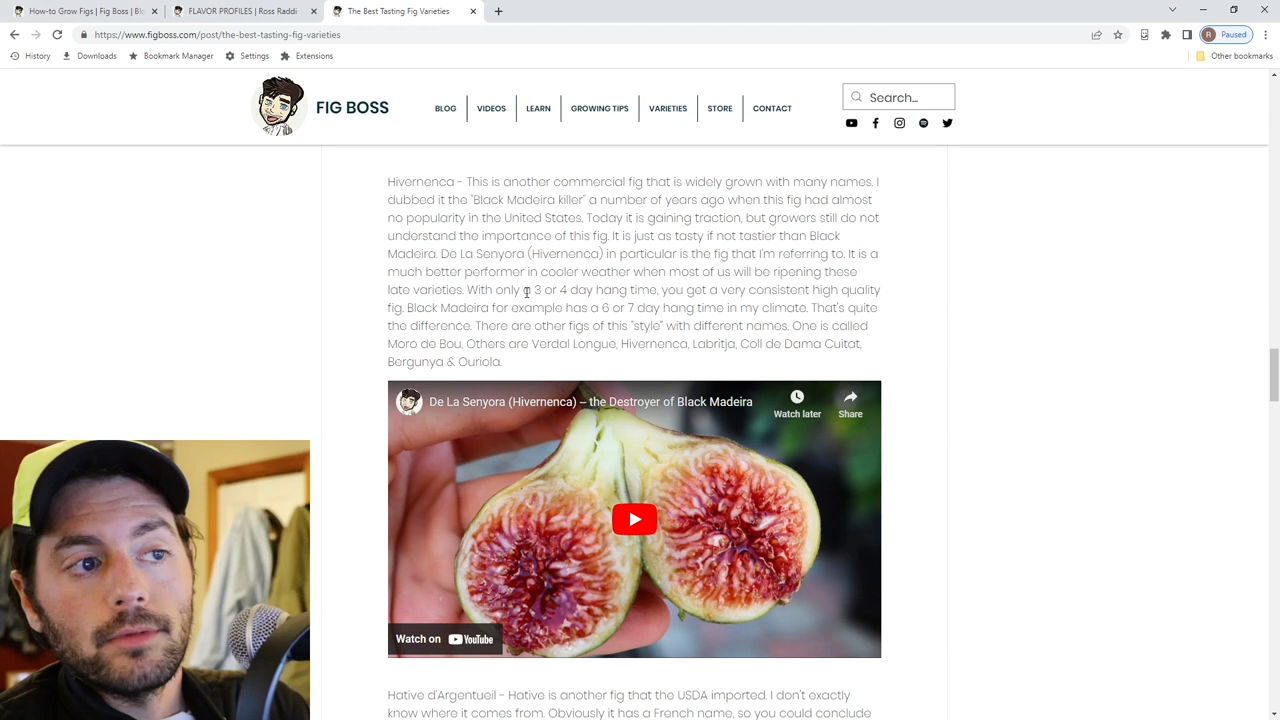 How-to Grow Figs | Fig Boss | Blo
FLAVOR PROFILES | Ross Raddi
The Best Tasting Fig Varieties
https://www.figboss.com/post/the-best-tasting-fig-varieties
R Paused
History Downloads Bookmark Manager Settings Extensions Other bookmarks
FIG BOSS
BLOG VIDEOS LEARN GROWING TIPS VARIETIES STORE CONTACT
Search...
Hivernenca - This is another commercial fig that is widely grown with many names. I
dubbed it the "Black Madeira killer" a number of years ago when this fig had almost
no popularity in the United States. Today it is gaining traction, but growers still do not
understand the importance of this fig. It is just as tasty if not tastier than Black
Madeira. De La Senyora (Hivernenca) in particular is the fig that I'm referring to. It is a
much better performer in cooler weather when most of us will be ripening these
late varieties. With only a 3 or 4 day hang time, you get a very consistent high quality
fig. Black Madeira for example has a 6 or 7 day hang time in my climate. That's quite
the difference. There are other figs of this "style" with different names. One is called
Moro de Bou. Others are Verdal Longue, Hivernenca, Labritja, Coll de Dama Cuitat,
Bergunya & Ouriola.
De La Senyora (Hivernenca) – the Destroyer of Black Madeira
Watch later
Share
Watch on YouTube
Hative d'Argentueil - Hative is another fig that the USDA imported. I don't exactly
know where it comes from. Obviously it has a French name, so you could conclude